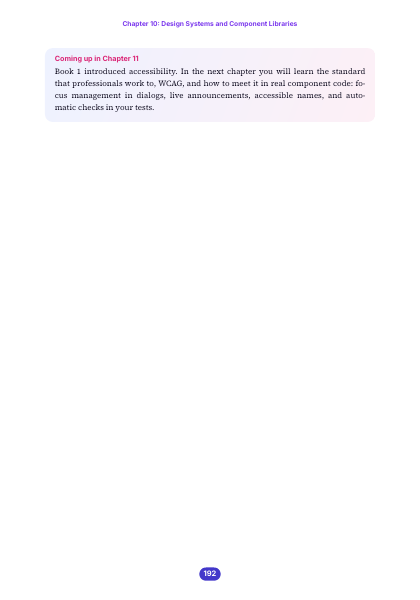 Chapter 10: Design Systems and Component Libraries
Coming up in Chapter 11
Book 1 introduced accessibility. In the next chapter you will learn the standard
that professionals work to, WCAG, and how to meet it in real component code: fo-
cus management in dialogs, live announcements, accessible names, and auto-
matic checks in your tests.
192